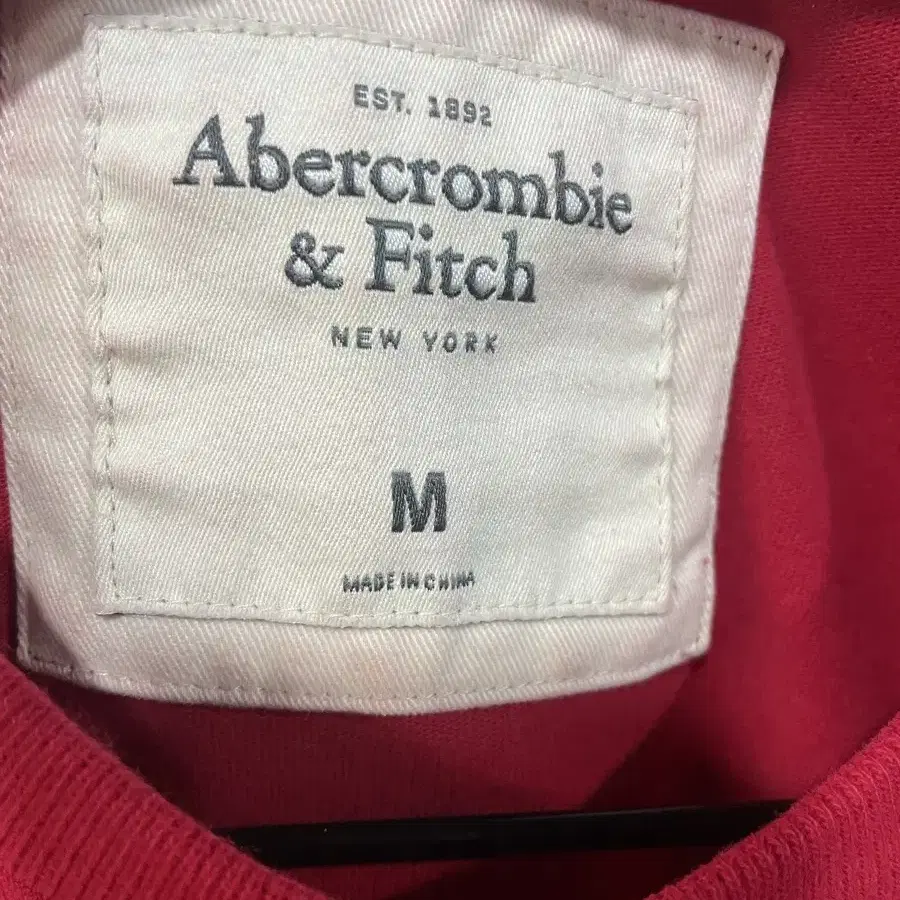 EST. 1892
Abercrombie
& Fitch
NEW YORK
M
MADE IN CHINA